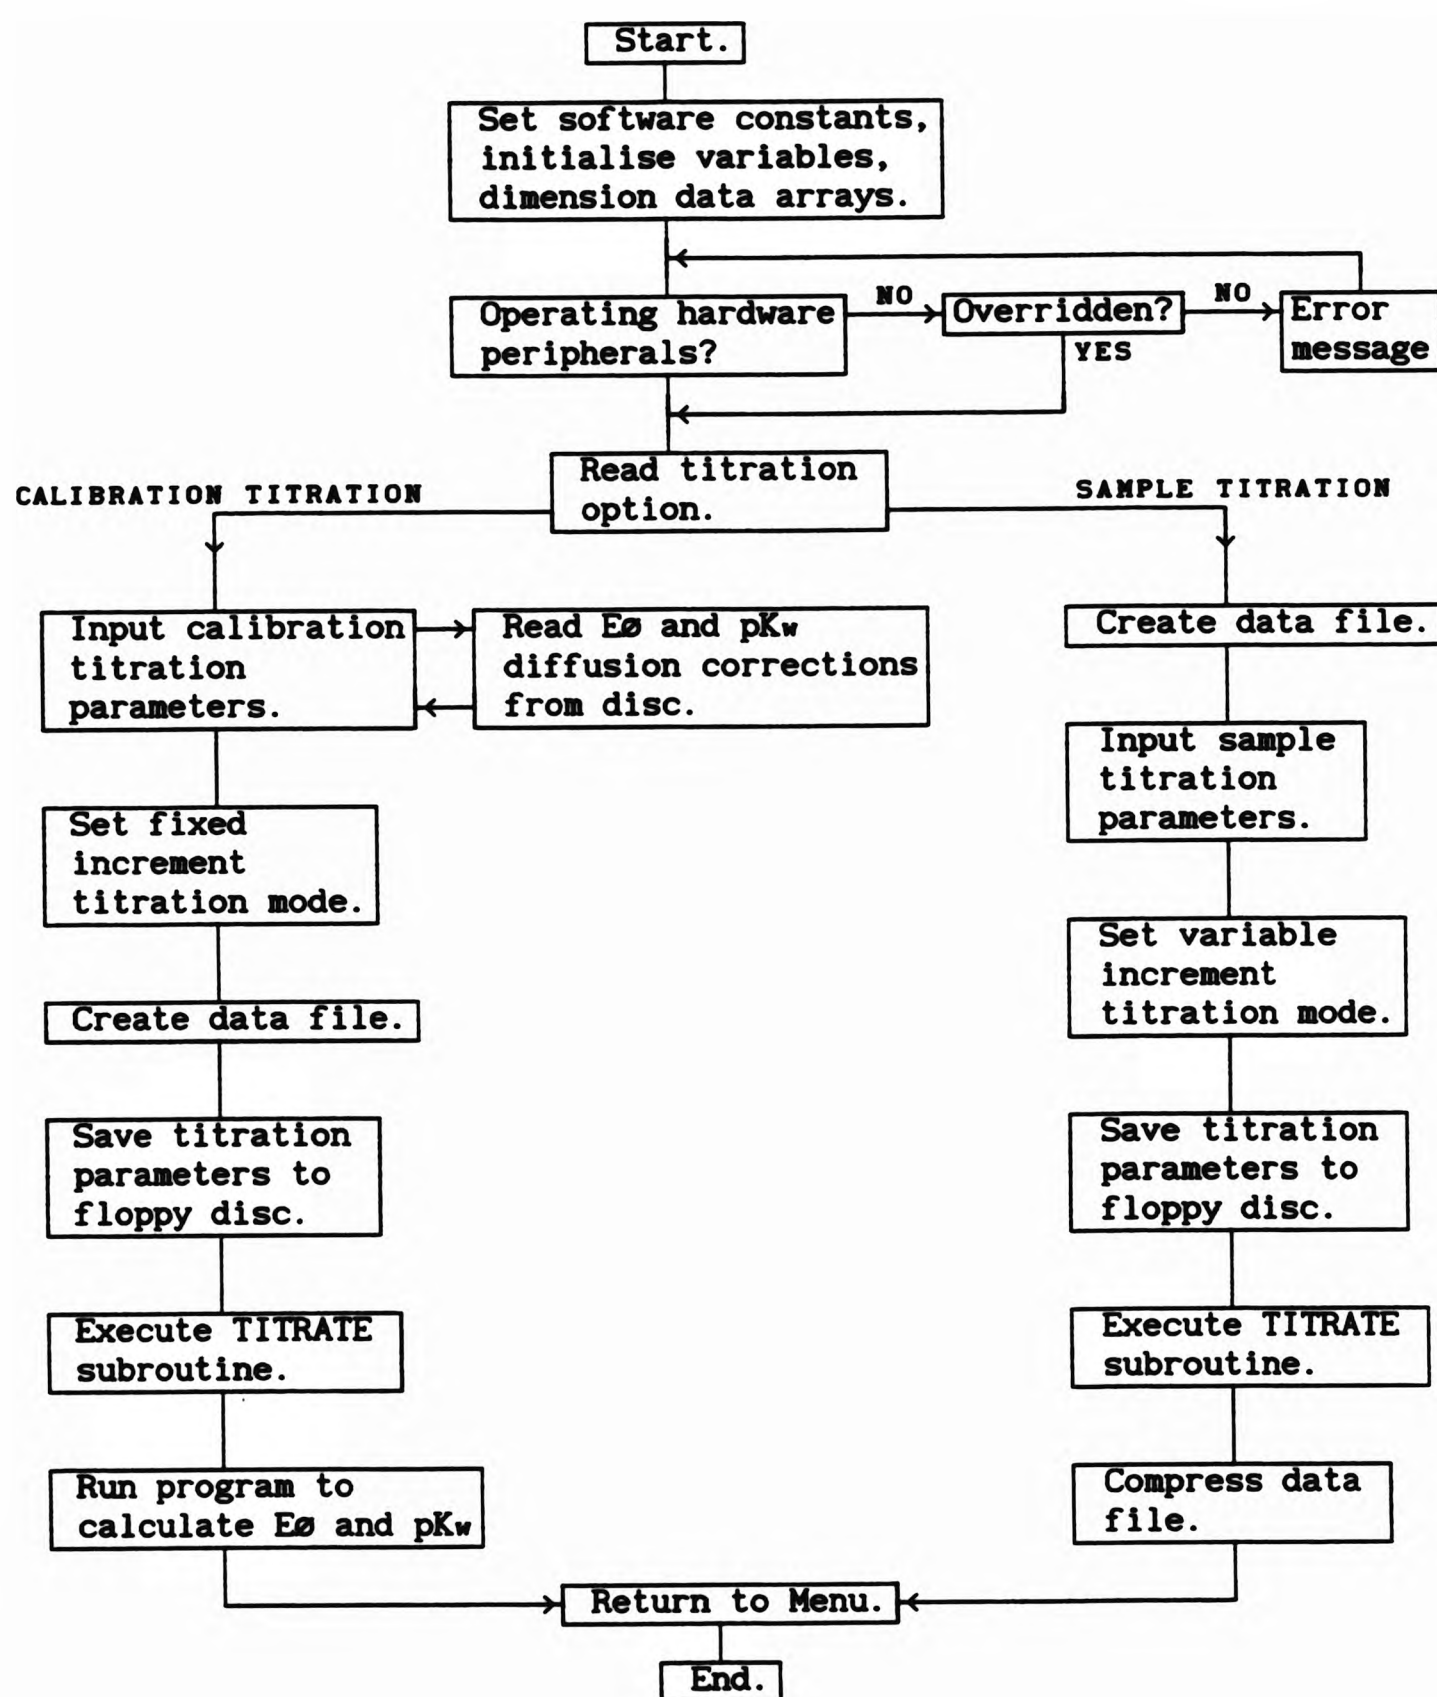 Start.
Set software constants,
initialise variables,
dimension data arrays.
Operating hardware
peripherals?
NO
Overridden?
NO
Error
message
YES
Read titration
option.
CALIBRATION TITRATION
SAMPLE TITRATION
Input calibration
titration
parameters.
Read EØ and pKw
diffusion corrections
from disc.
Set fixed
increment
titration mode.
Create data file.
Save titration
parameters to
floppy disc.
Execute TITRATE
subroutine.
Run program to
calculate EØ and pKw
Create data file.
Input sample
titration
parameters.
Set variable
increment
titration mode.
Save titration
parameters to
floppy disc.
Execute TITRATE
subroutine.
Compress data
file.
Return to Menu.
End.